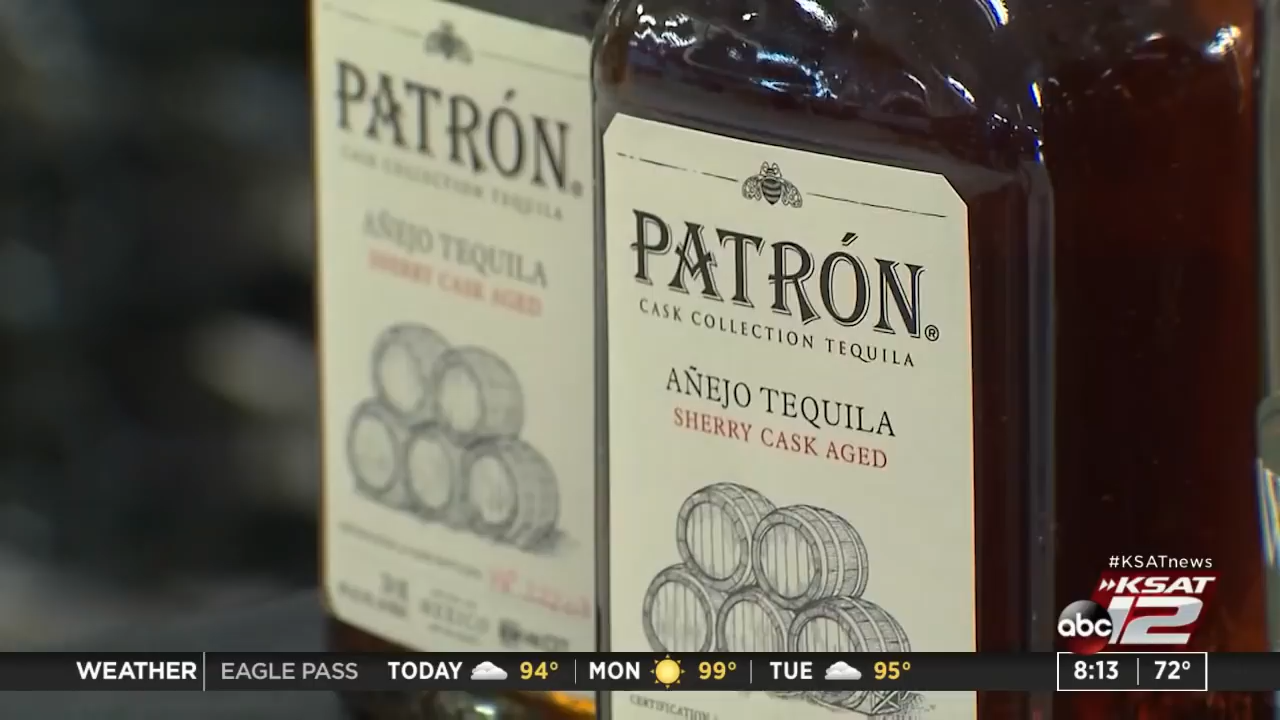 PATRÓN®
CASK COLLECTION TEQUILA
AÑEJO TEQUILA
SHERRY CASK AGED
PATRÓN®
CASK COLLECTION TEQUILA
AÑEJO TEQUILA
SHERRY CASK AGED
CERTIFICATION
#KSATnews
KSAT
abc 12
WEATHER EAGLE PASS TODAY 94° MON 99° TUE 95° 8:13 72°